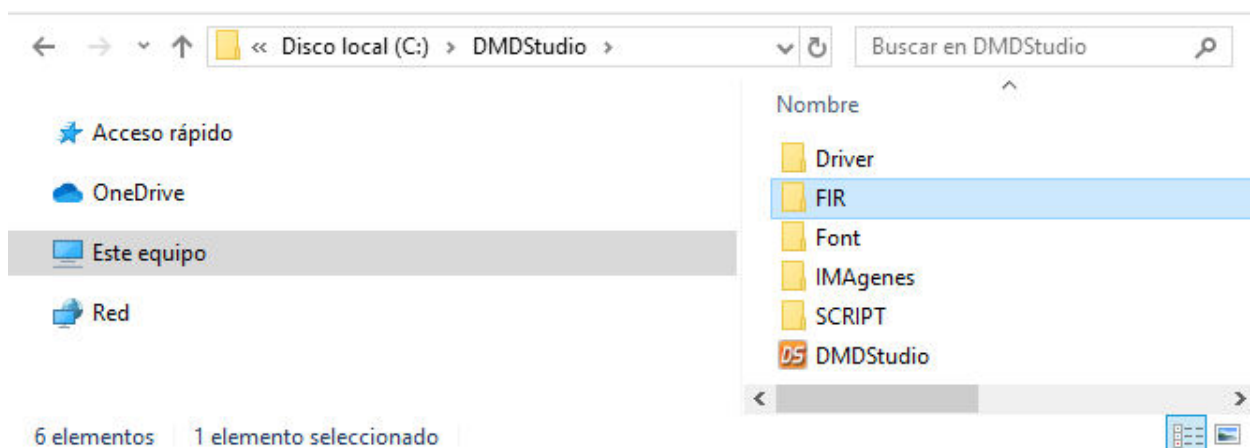 « Disco local (C:) > DMDStudio >
Buscar en DMDStudio
Acceso rápido
OneDrive
Este equipo
Red
Nombre
Driver
FIR
Font
IMAgenes
SCRIPT
DS DMDStudio
6 elementos 1 elemento seleccionado